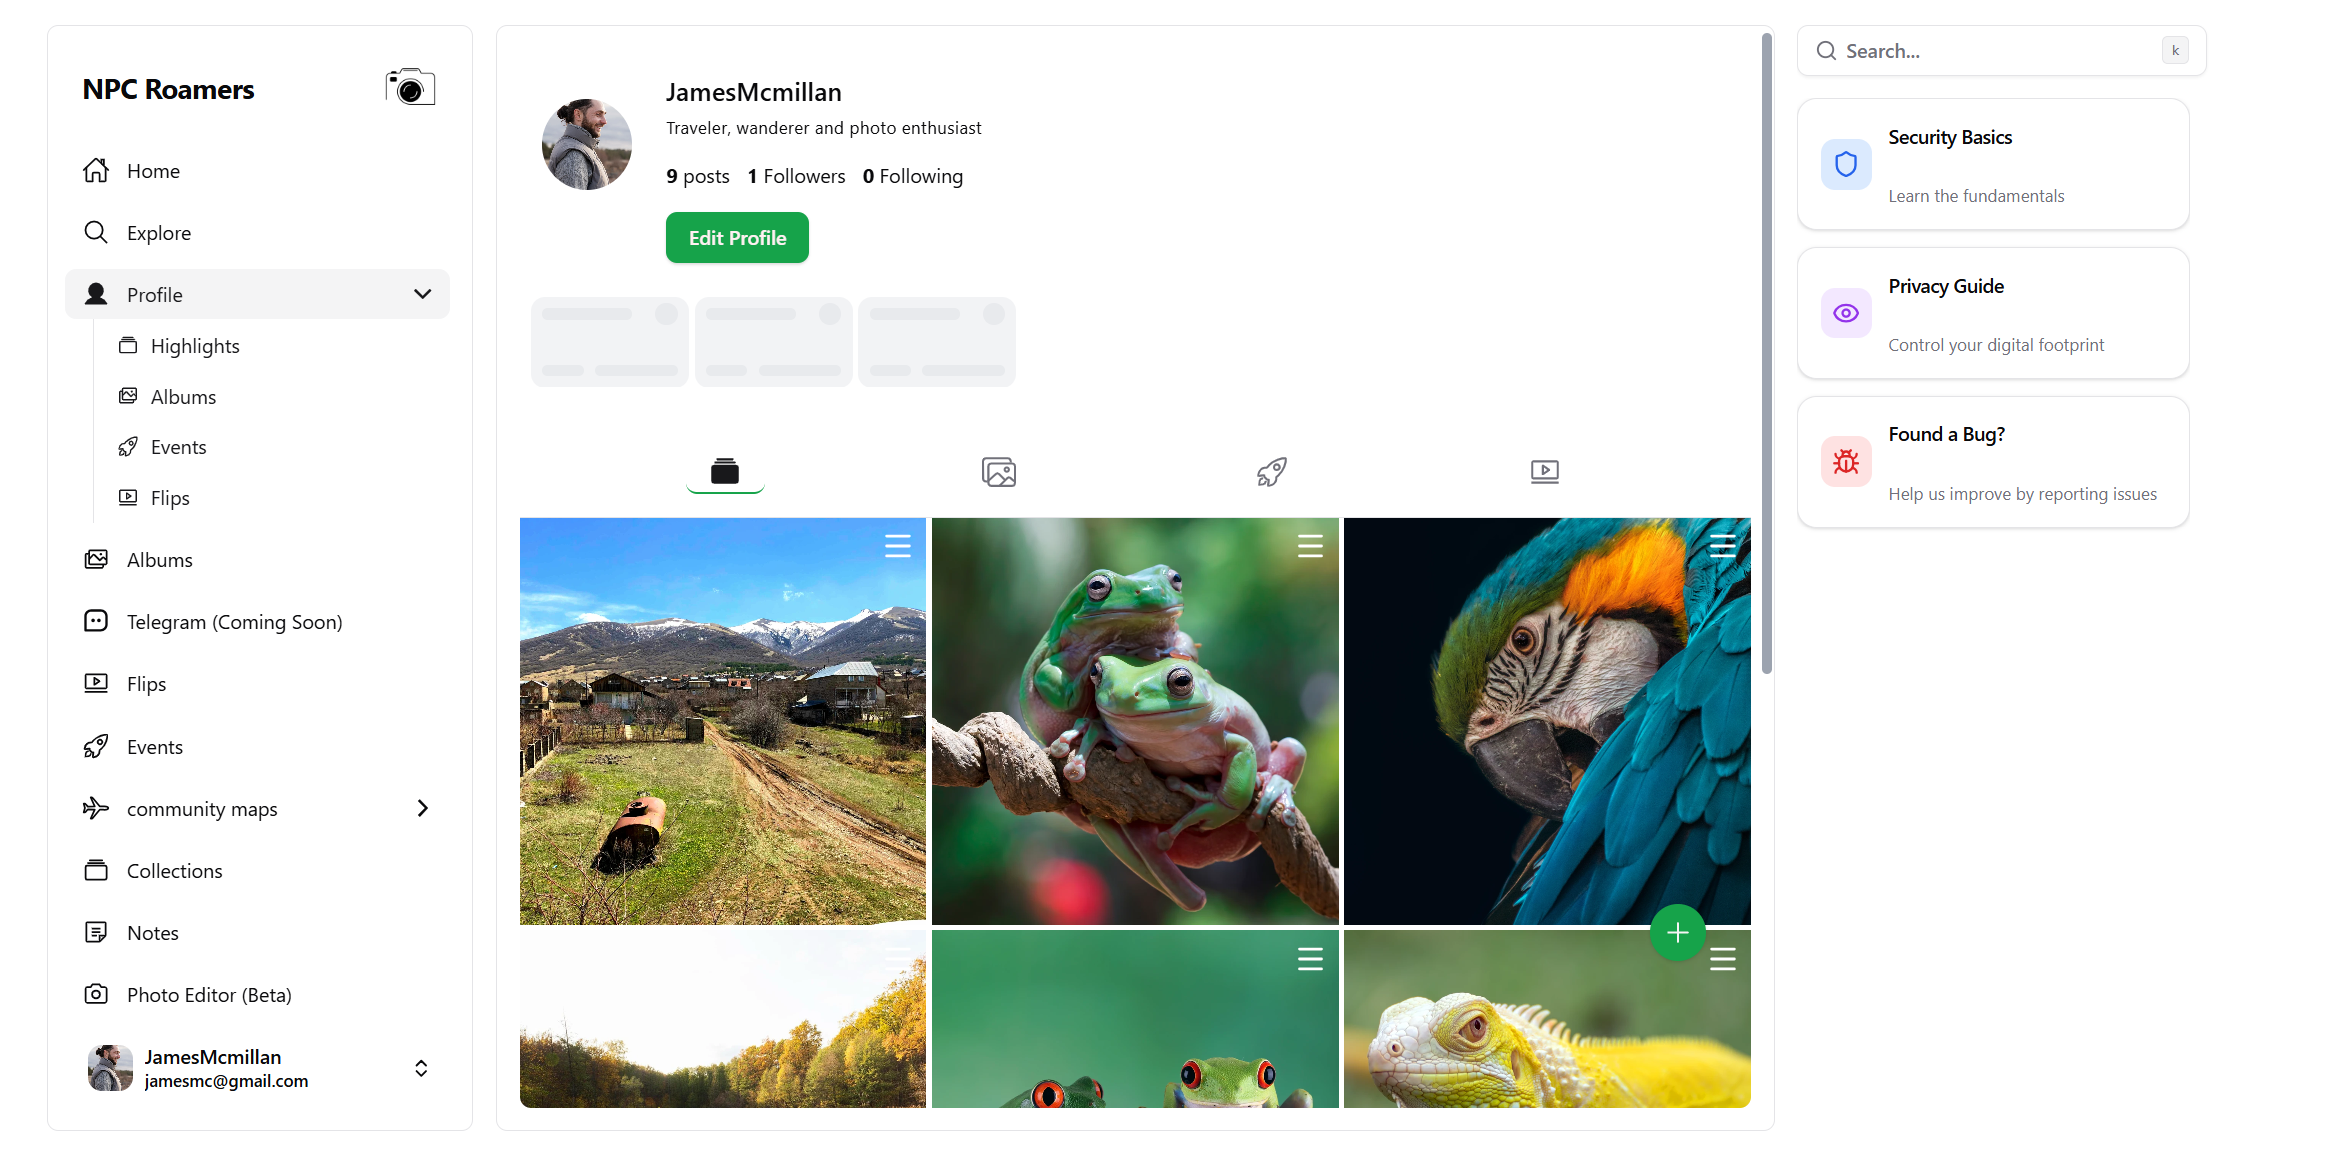 NPC Roamers
Home
Explore
Profile
Highlights
Albums
Events
Flips
Albums
Telegram (Coming Soon)
Flips
Events
community maps
Collections
Notes
Photo Editor (Beta)
JamesMcmillan
jamesmc@gmail.com
JamesMcmillan
Traveler, wanderer and photo enthusiast
9 posts 1 Followers 0 Following
Edit Profile
Search... k
Security Basics
Learn the fundamentals
Privacy Guide
Control your digital footprint
Found a Bug?
Help us improve by reporting issues